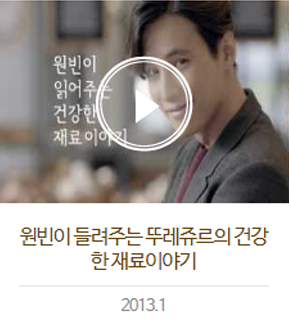 원빈이
읽어주는
건강한
재료이야기
원빈이 들려주는 뚜레쥬르의 건강
한 재료이야기
2013.1